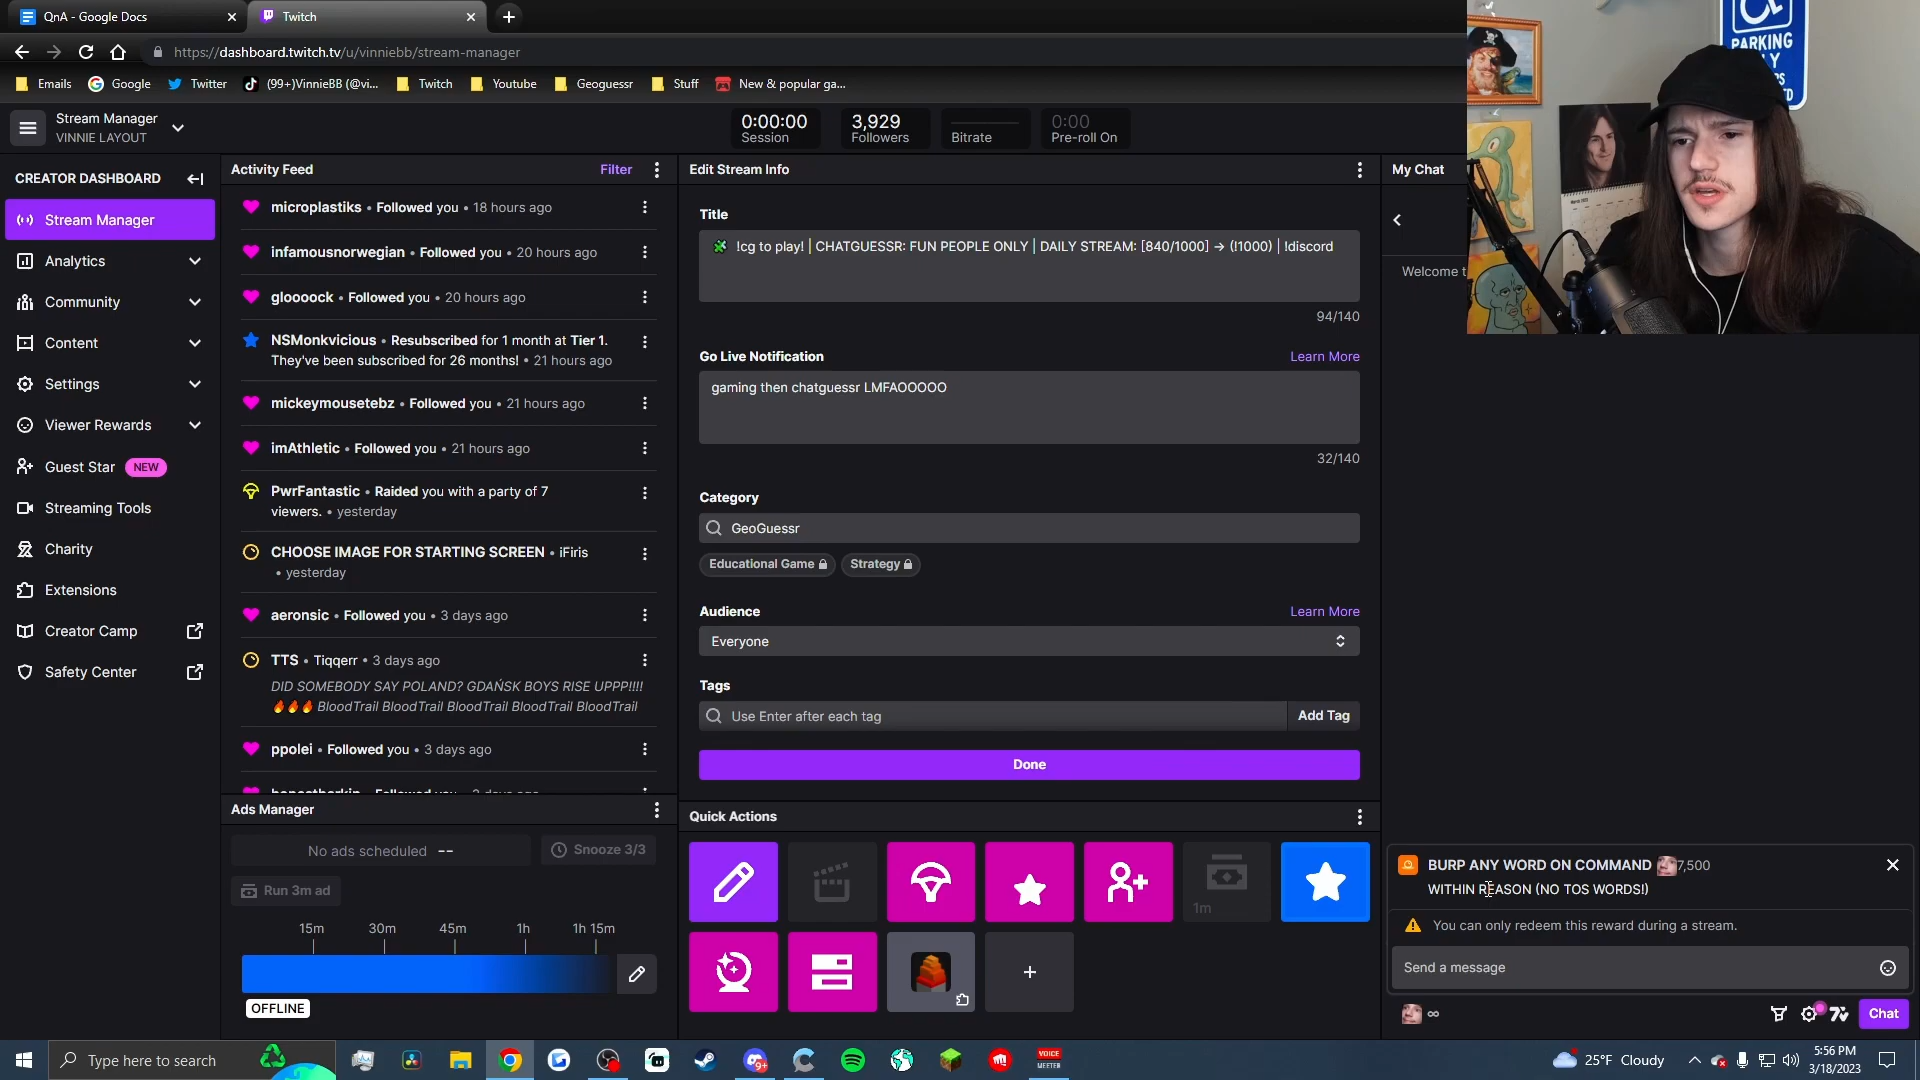 QnA - Google Docs
Twitch
https://dashboard.twitch.tv/u/vinniebb/stream-manager
Emails
Google
Twitter
(99+)VinnieBB (@vi...
Twitch
Youtube
Geoguessr
Stuff
New & popular ga...
Stream Manager
VINNIE LAYOUT
0:00:00
Session
3,929
Followers
Bitrate
0:00
Pre-roll On
CREATOR DASHBOARD
Stream Manager
Analytics
Community
Content
Settings
Viewer Rewards
Guest Star NEW
Streaming Tools
Charity
Extensions
Creator Camp
Safety Center
Activity Feed
Filter
microplastiks • Followed you • 18 hours ago
infamousnorwegian • Followed you • 20 hours ago
gloooock • Followed you • 20 hours ago
NSMonkvicious • Resubscribed for 1 month at Tier 1.
They've been subscribed for 26 months! • 21 hours ago
mickeymousetebz • Followed you • 21 hours ago
imAthletic • Followed you • 21 hours ago
PwrFantastic • Raided you with a party of 7
viewers. • yesterday
CHOOSE IMAGE FOR STARTING SCREEN • iFiris
• yesterday
aeronsic • Followed you • 3 days ago
TTS • Tiqqerr • 3 days ago
DID SOMEBODY SAY POLAND? GDAŃSK BOYS RISE UPPP!!!!
🔥🔥🔥 BloodTrail BloodTrail BloodTrail BloodTrail BloodTrail
ppolei • Followed you • 3 days ago
Ads Manager
No ads scheduled --
Snooze 3/3
Run 3m ad
15m
30m
45m
1h
1h 15m
OFFLINE
Edit Stream Info
Title
🧩 !cg to play! | CHATGUESSR: FUN PEOPLE ONLY | DAILY STREAM: [840/1000] → (!1000) | !discord
94/140
Go Live Notification
Learn More
gaming then chatguessr LMFAOOOOO
32/140
Category
GeoGuessr
Educational Game
Strategy
Audience
Learn More
Everyone
Tags
Use Enter after each tag
Add Tag
Done
Quick Actions
1m
My Chat
Welcome t
PARKING
BURP ANY WORD ON COMMAND 7,500
WITHIN REASON (NO TOS WORDS!)
You can only redeem this reward during a stream.
Send a message
∞
Chat
Type here to search
9+
VOICE
MEETER
25°F Cloudy
5:56 PM
3/18/2023